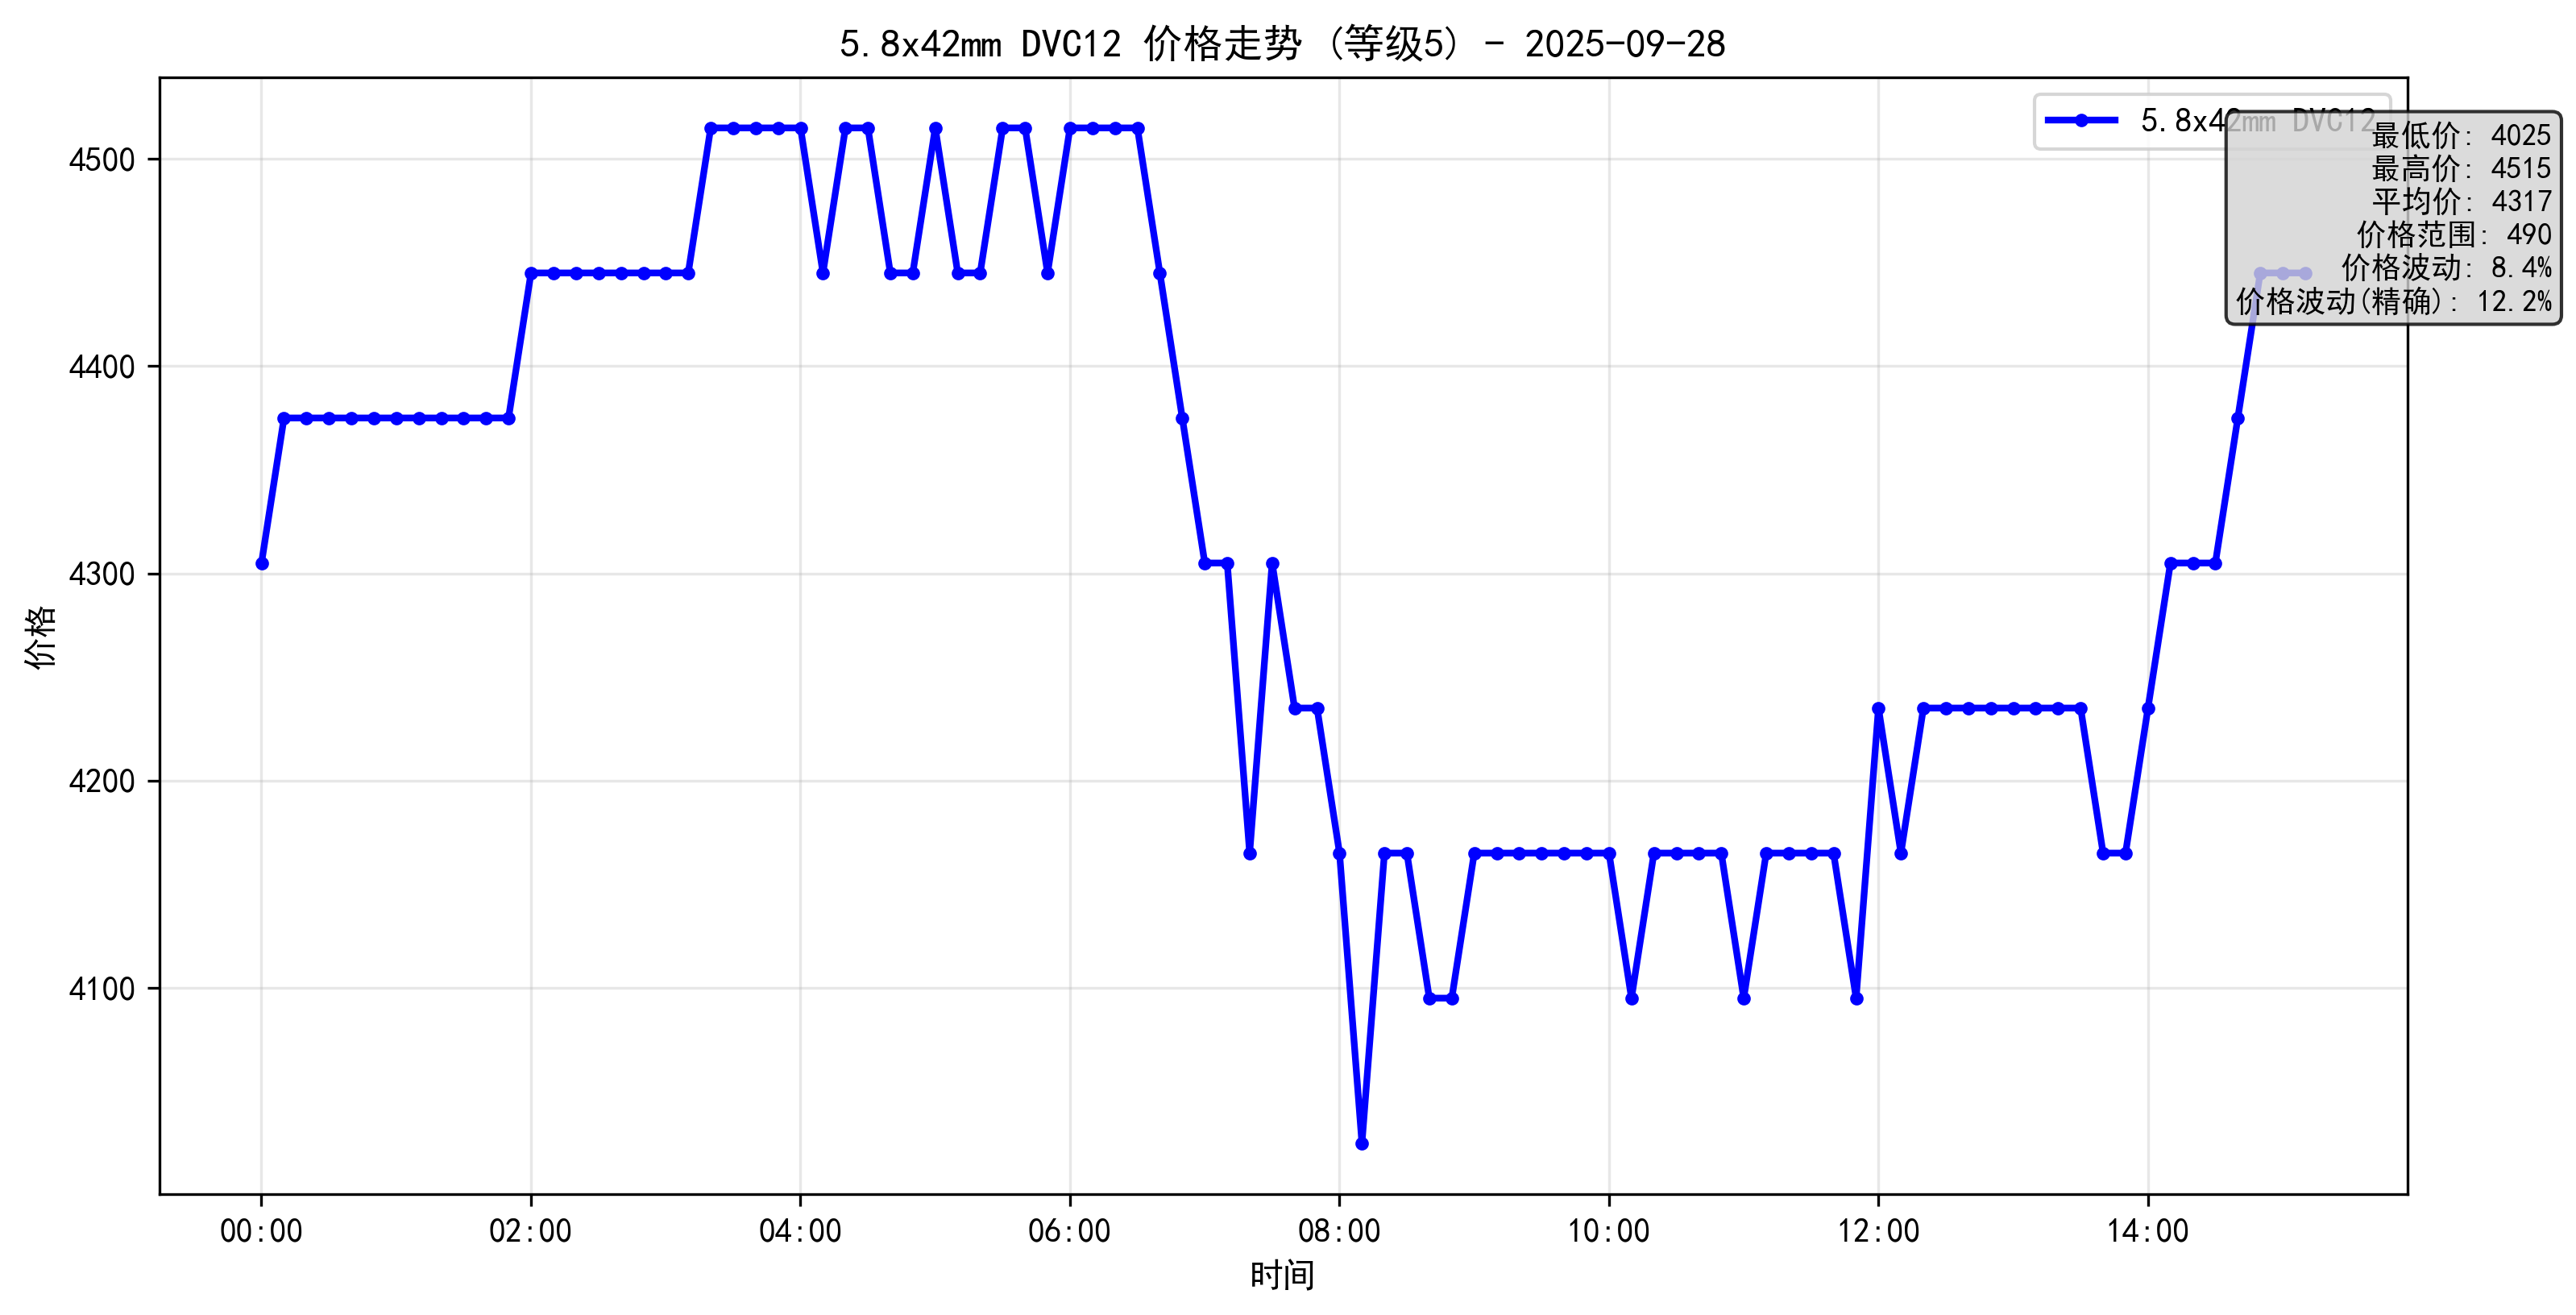 5.8x42mm DVC12 价格走势 (等级5) - 2025-09-28
5.8x42mm DVC12
最低价: 4025
最高价: 4515
平均价: 4317
价格范围: 490
价格波动: 8.4%
价格波动(精确): 12.2%
4500
4400
4300
4200
4100
价格
00:00 02:00 04:00 06:00 08:00 10:00 12:00 14:00
时间